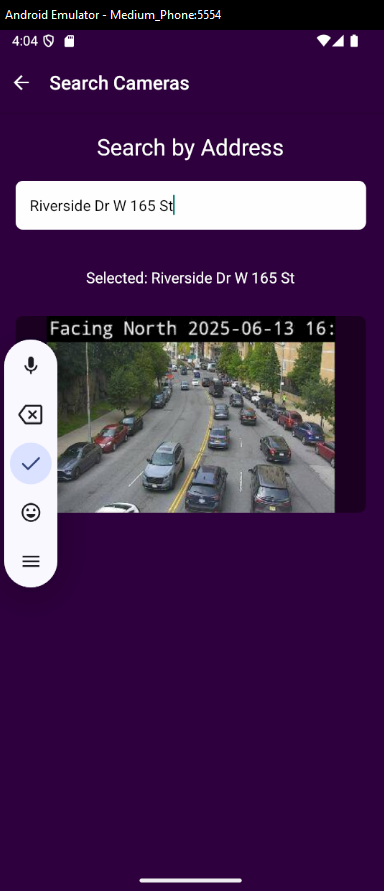 Android Emulator - Medium_Phone:5554
4:04
Search Cameras
Search by Address
Riverside Dr W 165 St
Selected: Riverside Dr W 165 St
Facing North 2025-06-13 16: